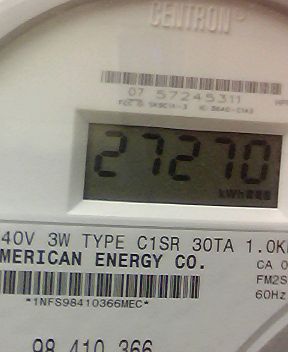 CENTRON®
07 57245311
27270
kWh
40V 3W TYPE C1SR 30TA 1.0K
MERICAN ENERGY CO.
CA 0
FM2S
60Hz
*1NFS98410366MEC*
98 410 366